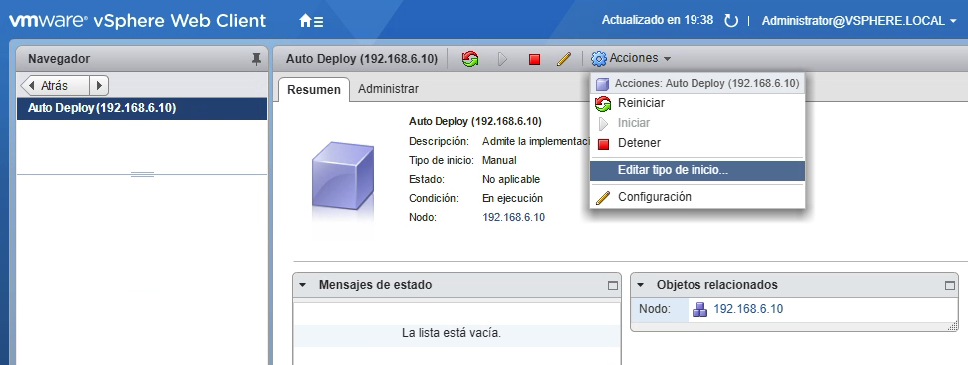 vmware® vSphere Web Client
Actualizado en 19:38
Administrator@VSPHERE.LOCAL
Navegador
Atrás
Auto Deploy (192.168.6.10)
Auto Deploy (192.168.6.10)
Acciones
Resumen
Administrar
Auto Deploy (192.168.6.10)
Descripción: Admite la implementaci
Tipo de inicio: Manual
Estado: No aplicable
Condición: En ejecución
Nodo: 192.168.6.10
Acciones: Auto Deploy (192.168.6.10)
Reiniciar
Iniciar
Detener
Editar tipo de inicio...
Configuración
Mensajes de estado
La lista está vacía.
Objetos relacionados
Nodo: 192.168.6.10